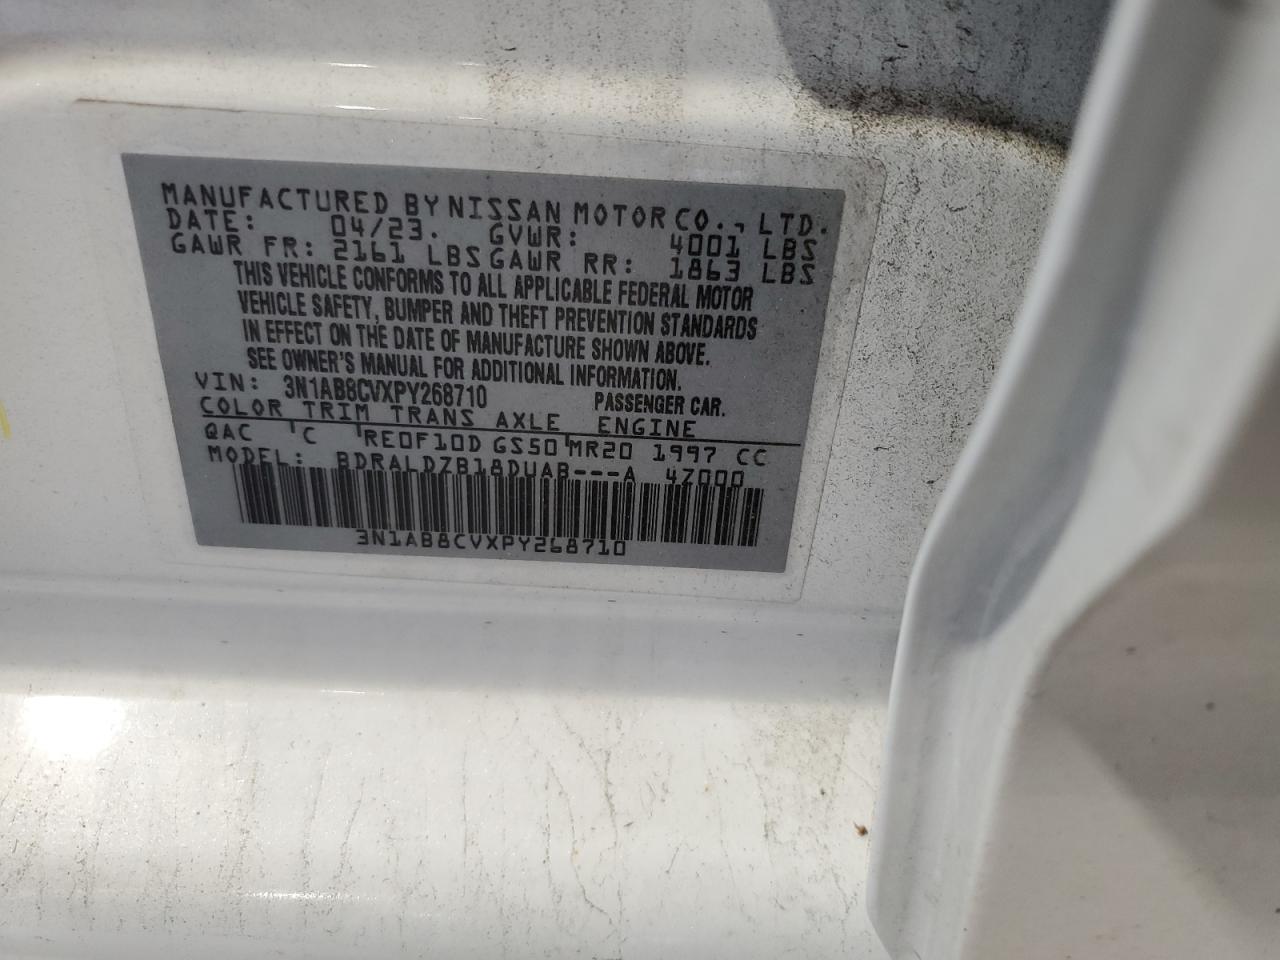 MANUFACTURED BY NISSAN MOTOR CO., LTD.
DATE: 04/23. GVWR: 4001 LBS
GAWR FR: 2161 LBS GAWR RR: 1863 LBS
THIS VEHICLE CONFORMS TO ALL APPLICABLE FEDERAL MOTOR
VEHICLE SAFETY, BUMPER AND THEFT PREVENTION STANDARDS
IN EFFECT ON THE DATE OF MANUFACTURE SHOWN ABOVE.
SEE OWNER'S MANUAL FOR ADDITIONAL INFORMATION.
VIN: 3N1AB8CVXPY268710 PASSENGER CAR.
COLOR TRIM TRANS AXLE ENGINE
QAC C RE0F10D GS50 MR20 1997 CC
MODEL: BDRALDZB18DUAB---A 47000
3N1AB8CVXPY268710